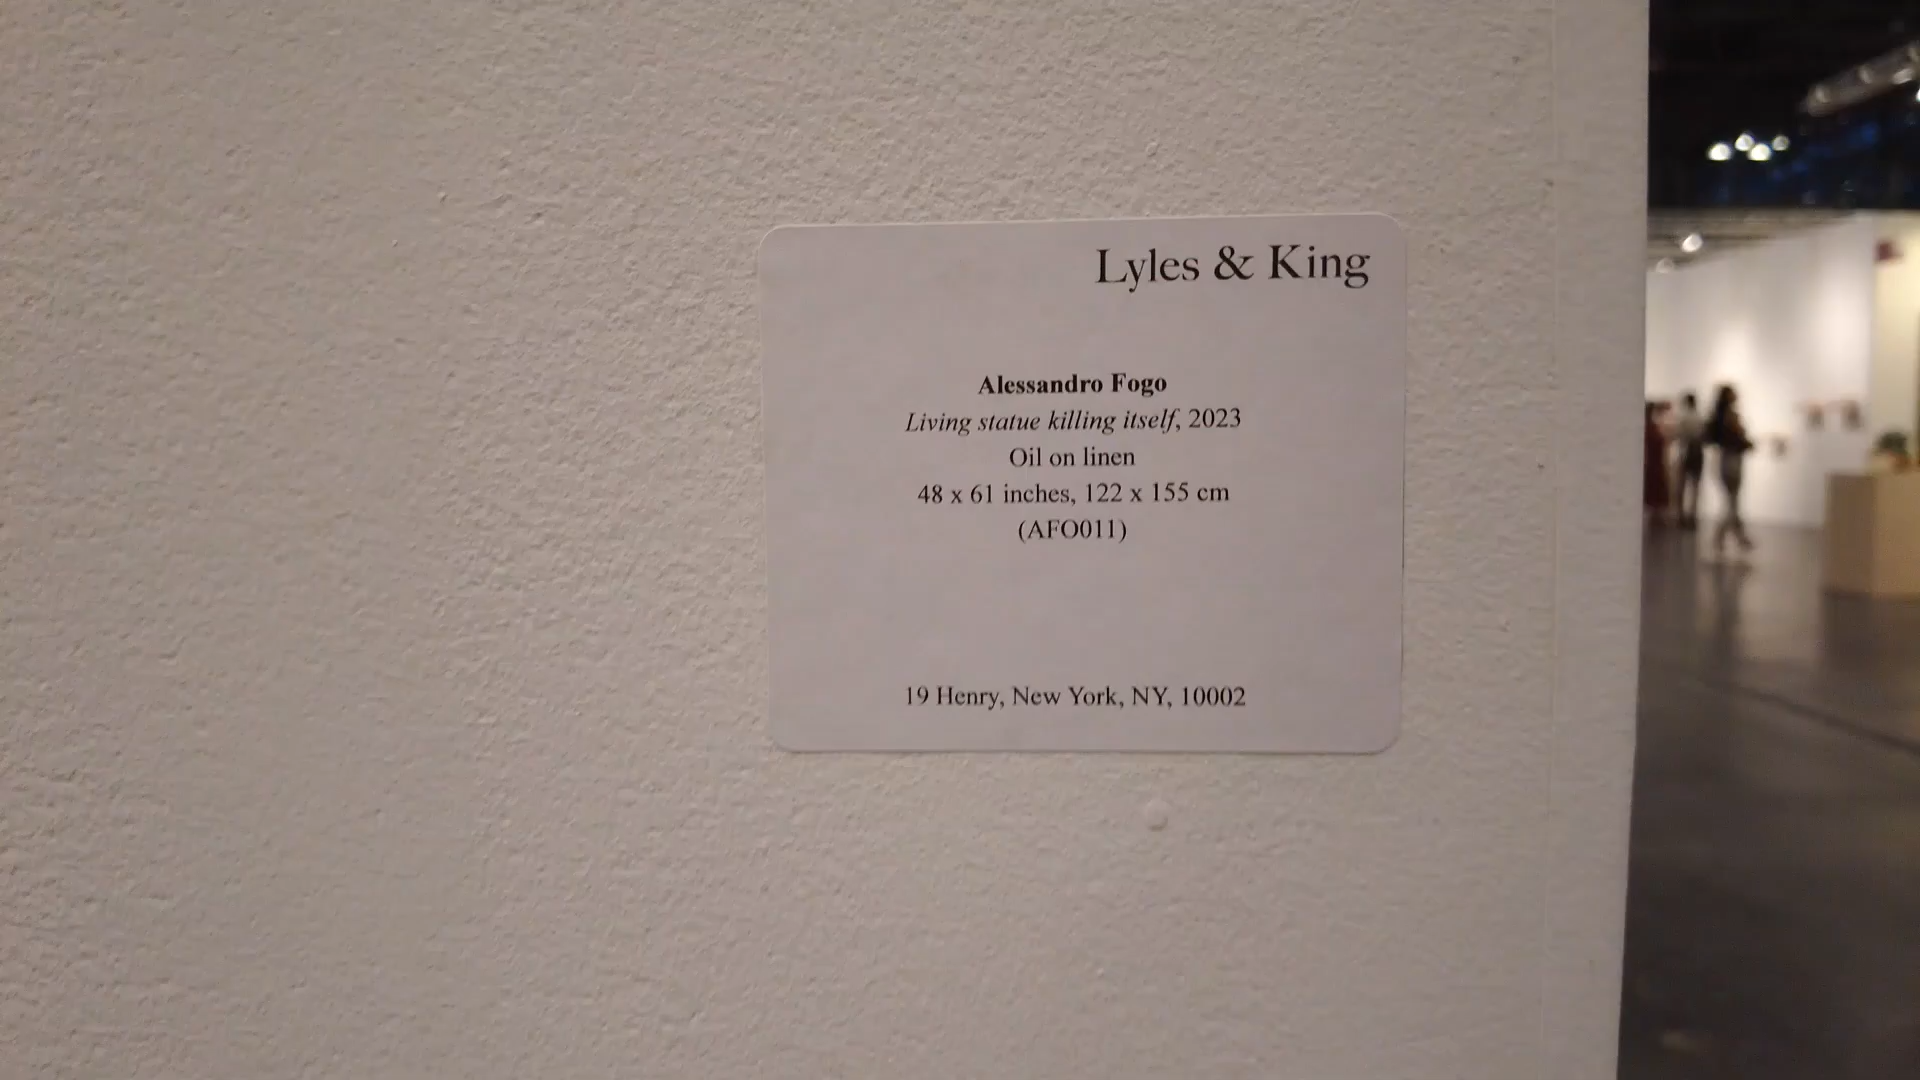 Lyles & King
Alessandro Fogo
Living statue killing itself, 2023
Oil on linen
48 x 61 inches, 122 x 155 cm
(AFO011)
19 Henry, New York, NY, 10002